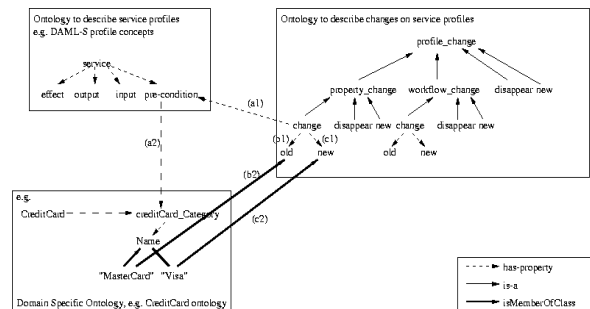 Ontology to describe service profiles
e.g. DAML-S profile concepts
service
effect output input pre-condition
Ontology to describe changes on service profiles
profile_change
property_change workflow_change disappear new
change disappear new change disappear new
old new old new
(a1)
(b1) (c1)
(a2)
(b2)
(c2)
e.g.
CreditCard creditCard_Category
Name
"MasterCard" "Visa"
Domain Specific Ontology, e.g. CreditCard ontology
has-property
is-a
isMemberOfClass